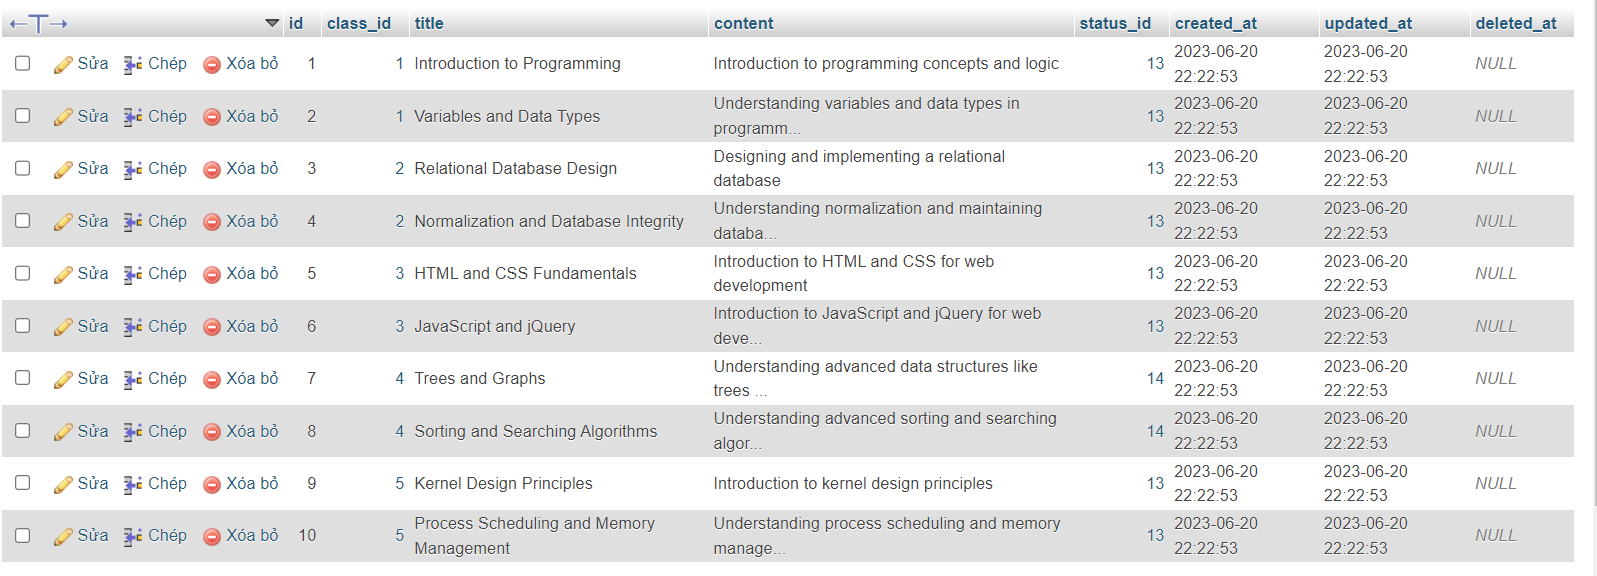 id class_id title content status_id created_at updated_at deleted_at
Sửa Chép Xóa bỏ 1 1 Introduction to Programming Introduction to programming concepts and logic 13 2023-06-20 22:22:53 2023-06-20 22:22:53 NULL
Sửa Chép Xóa bỏ 2 1 Variables and Data Types Understanding variables and data types in programm... 13 2023-06-20 22:22:53 2023-06-20 22:22:53 NULL
Sửa Chép Xóa bỏ 3 2 Relational Database Design Designing and implementing a relational database 13 2023-06-20 22:22:53 2023-06-20 22:22:53 NULL
Sửa Chép Xóa bỏ 4 2 Normalization and Database Integrity Understanding normalization and maintaining databa... 13 2023-06-20 22:22:53 2023-06-20 22:22:53 NULL
Sửa Chép Xóa bỏ 5 3 HTML and CSS Fundamentals Introduction to HTML and CSS for web development 13 2023-06-20 22:22:53 2023-06-20 22:22:53 NULL
Sửa Chép Xóa bỏ 6 3 JavaScript and jQuery Introduction to JavaScript and jQuery for web deve... 13 2023-06-20 22:22:53 2023-06-20 22:22:53 NULL
Sửa Chép Xóa bỏ 7 4 Trees and Graphs Understanding advanced data structures like trees ... 14 2023-06-20 22:22:53 2023-06-20 22:22:53 NULL
Sửa Chép Xóa bỏ 8 4 Sorting and Searching Algorithms Understanding advanced sorting and searching algor... 14 2023-06-20 22:22:53 2023-06-20 22:22:53 NULL
Sửa Chép Xóa bỏ 9 5 Kernel Design Principles Introduction to kernel design principles 13 2023-06-20 22:22:53 2023-06-20 22:22:53 NULL
Sửa Chép Xóa bỏ 10 5 Process Scheduling and Memory Management Understanding process scheduling and memory manage... 13 2023-06-20 22:22:53 2023-06-20 22:22:53 NULL